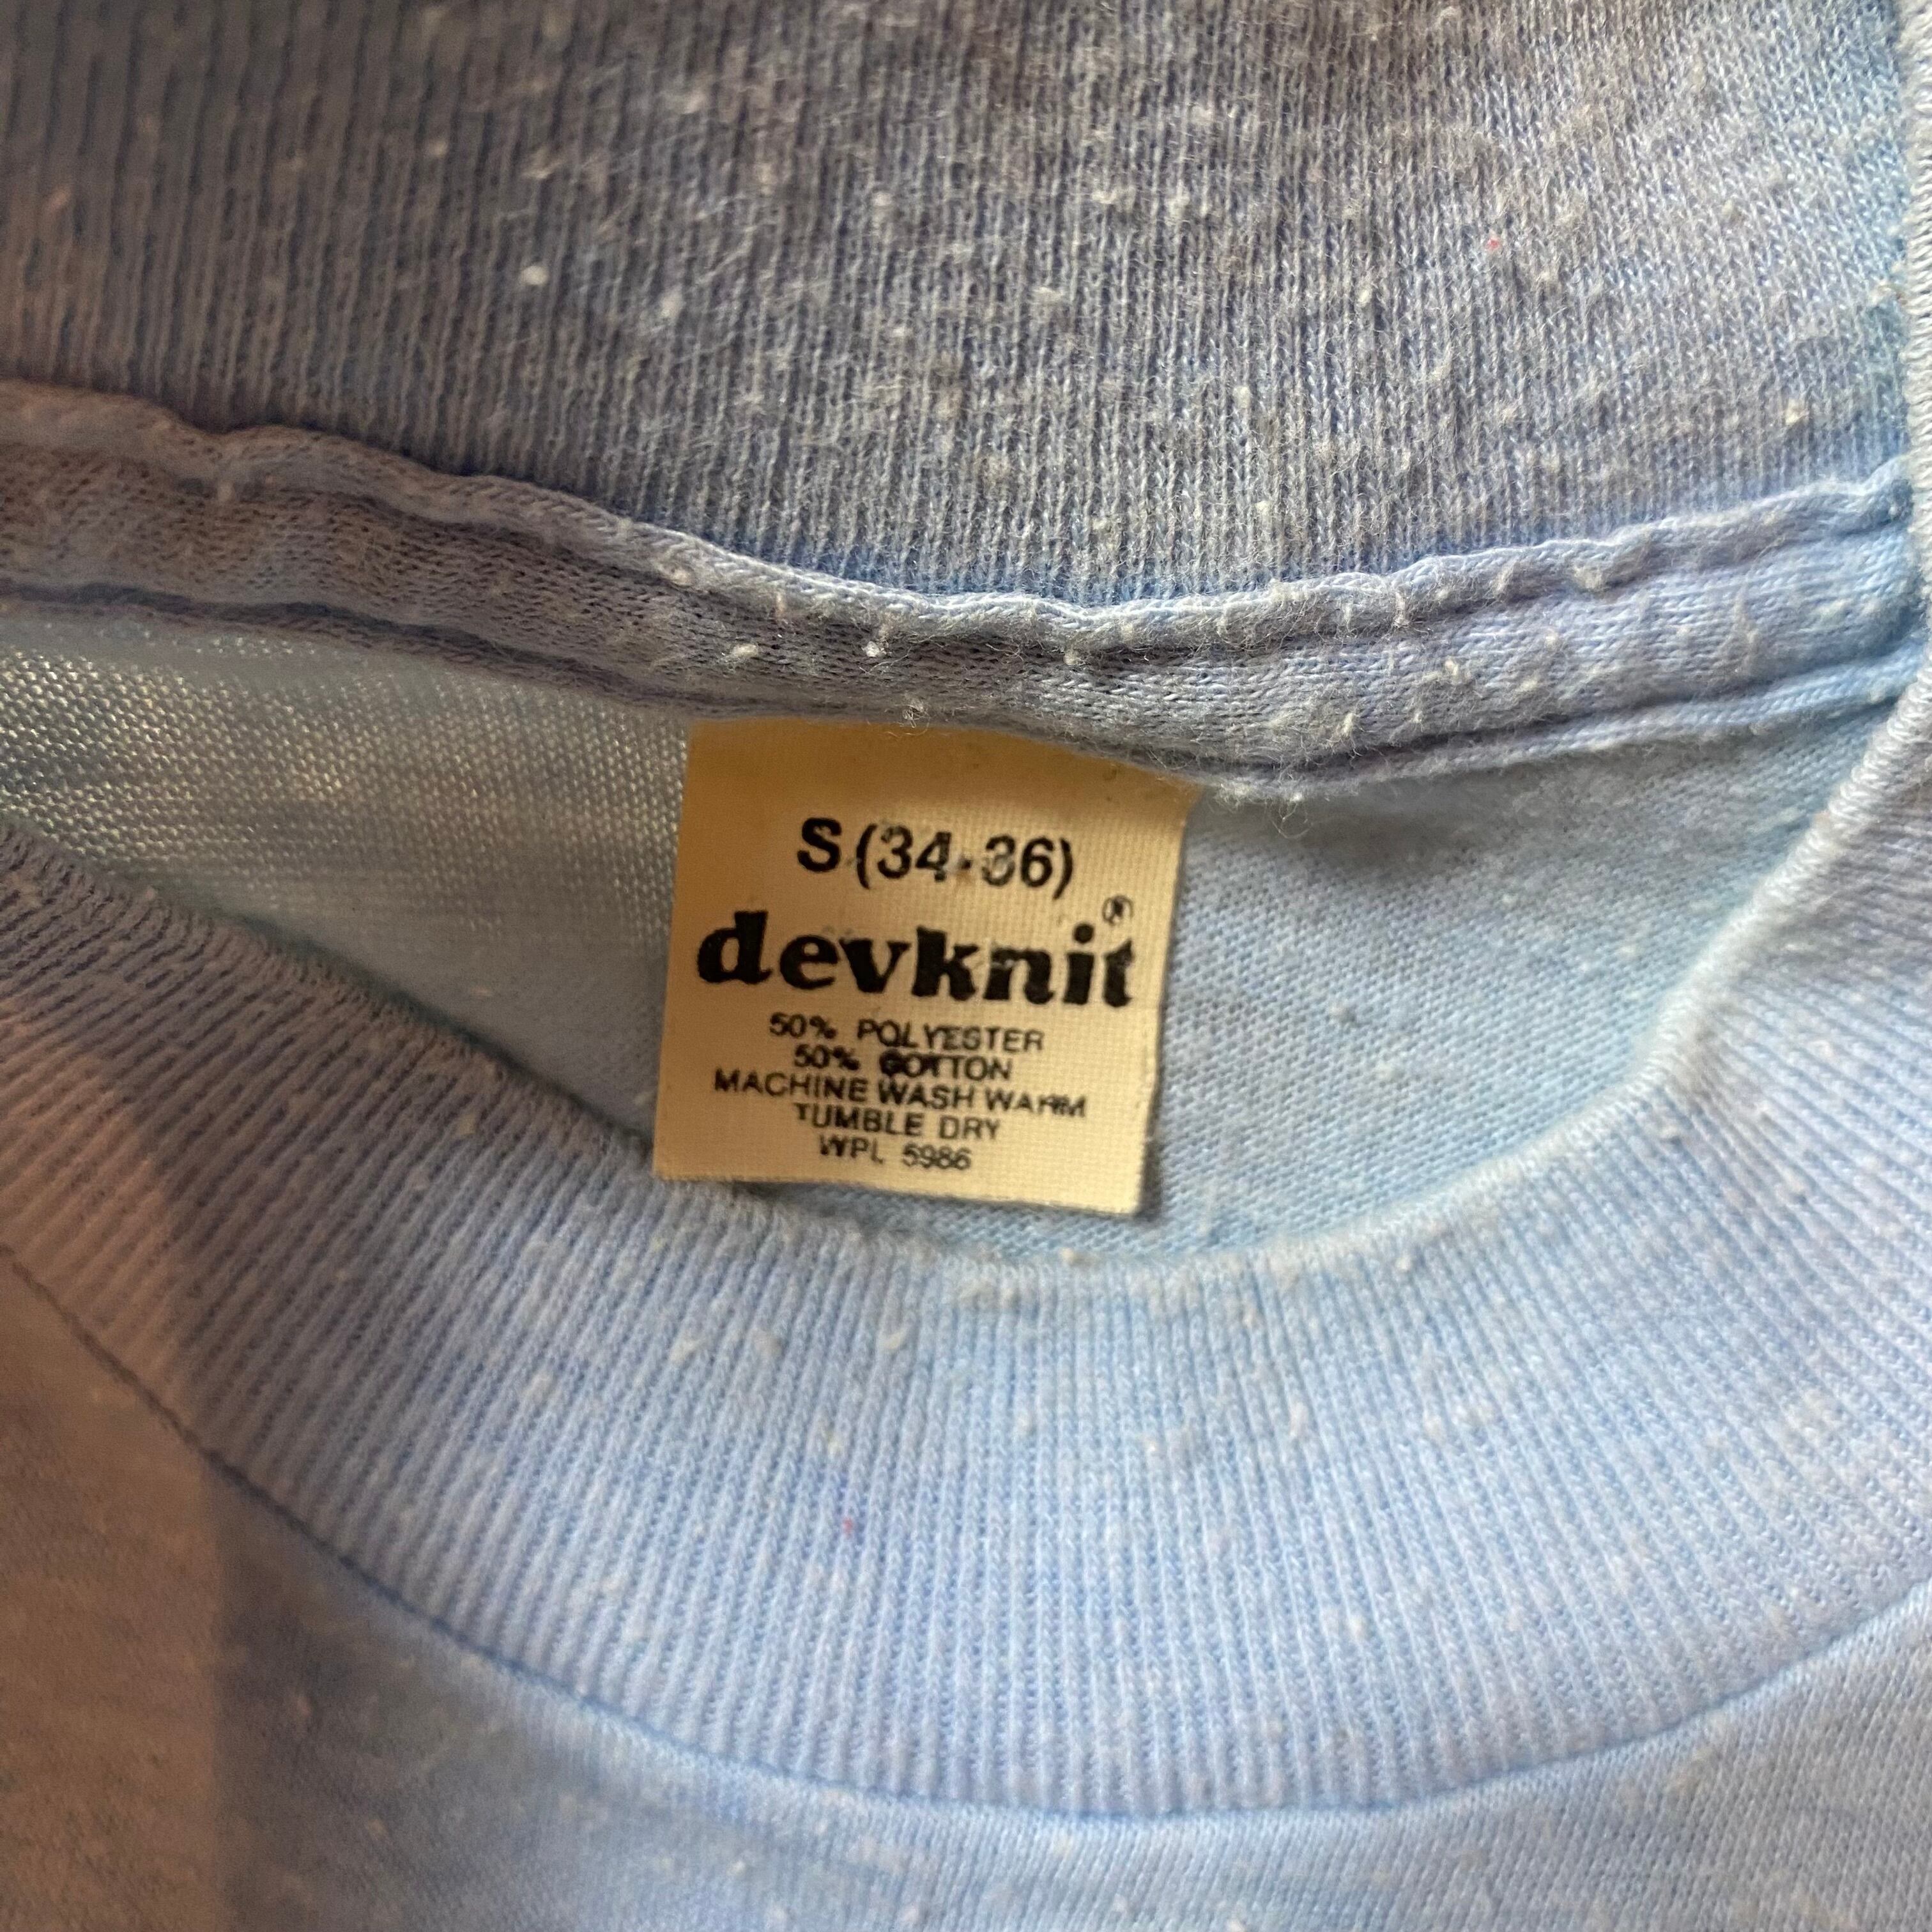 S (34-36)
devknit®
50% POLYESTER
50% COTTON
MACHINE WASH WARM
TUMBLE DRY
WPL 5986